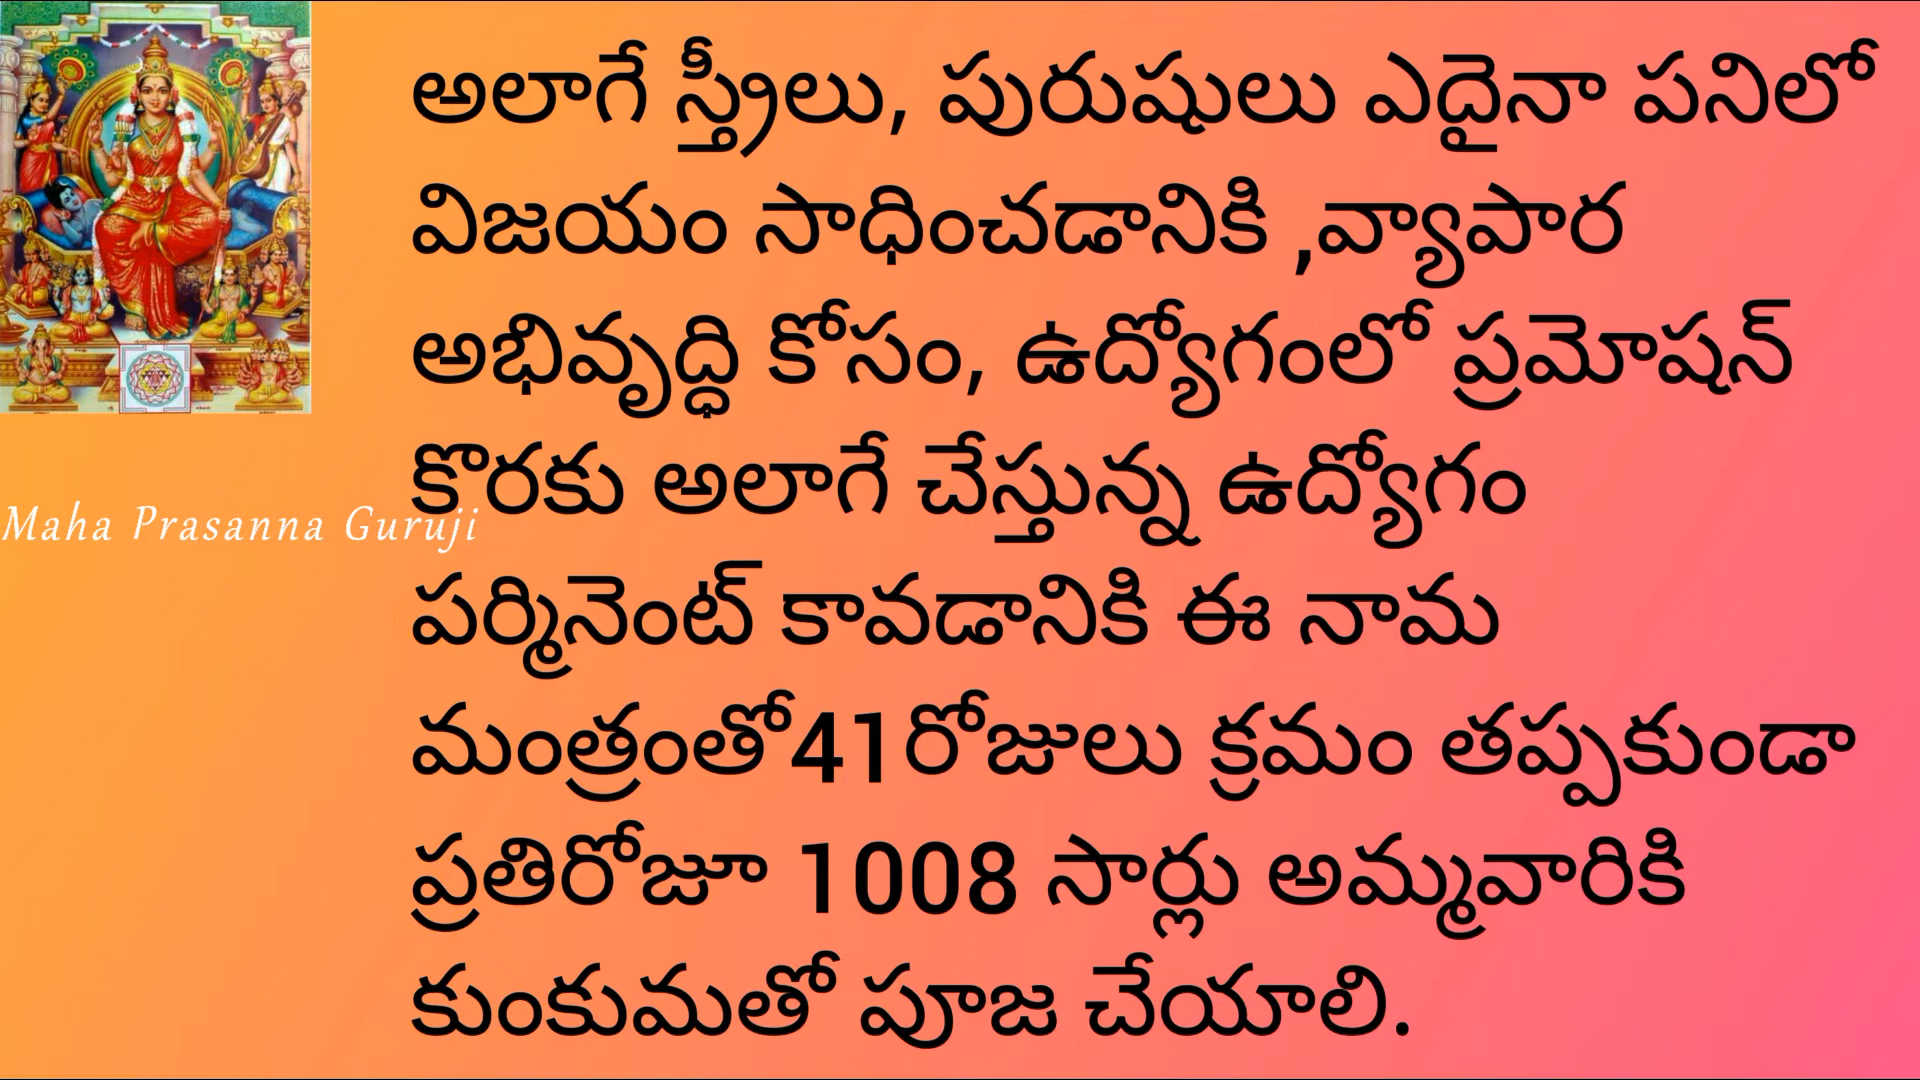 అలాగే స్త్రీలు, పురుషులు ఎదైనా పనిలో
విజయం సాధించడానికి ,వ్యాపార
అభివృద్ధి కోసం, ఉద్యోగంలో ప్రమోషన్
కొరకు అలాగే చేస్తున్న ఉద్యోగం
Maha Prasanna Guruji
పర్మినెంట్ కావడానికి ఈ నామ
మంత్రంతో41రోజులు క్రమం తప్పకుండా
ప్రతిరోజూ 1008 సార్లు అమ్మవారికి
కుంకుమతో పూజ చేయాలి.